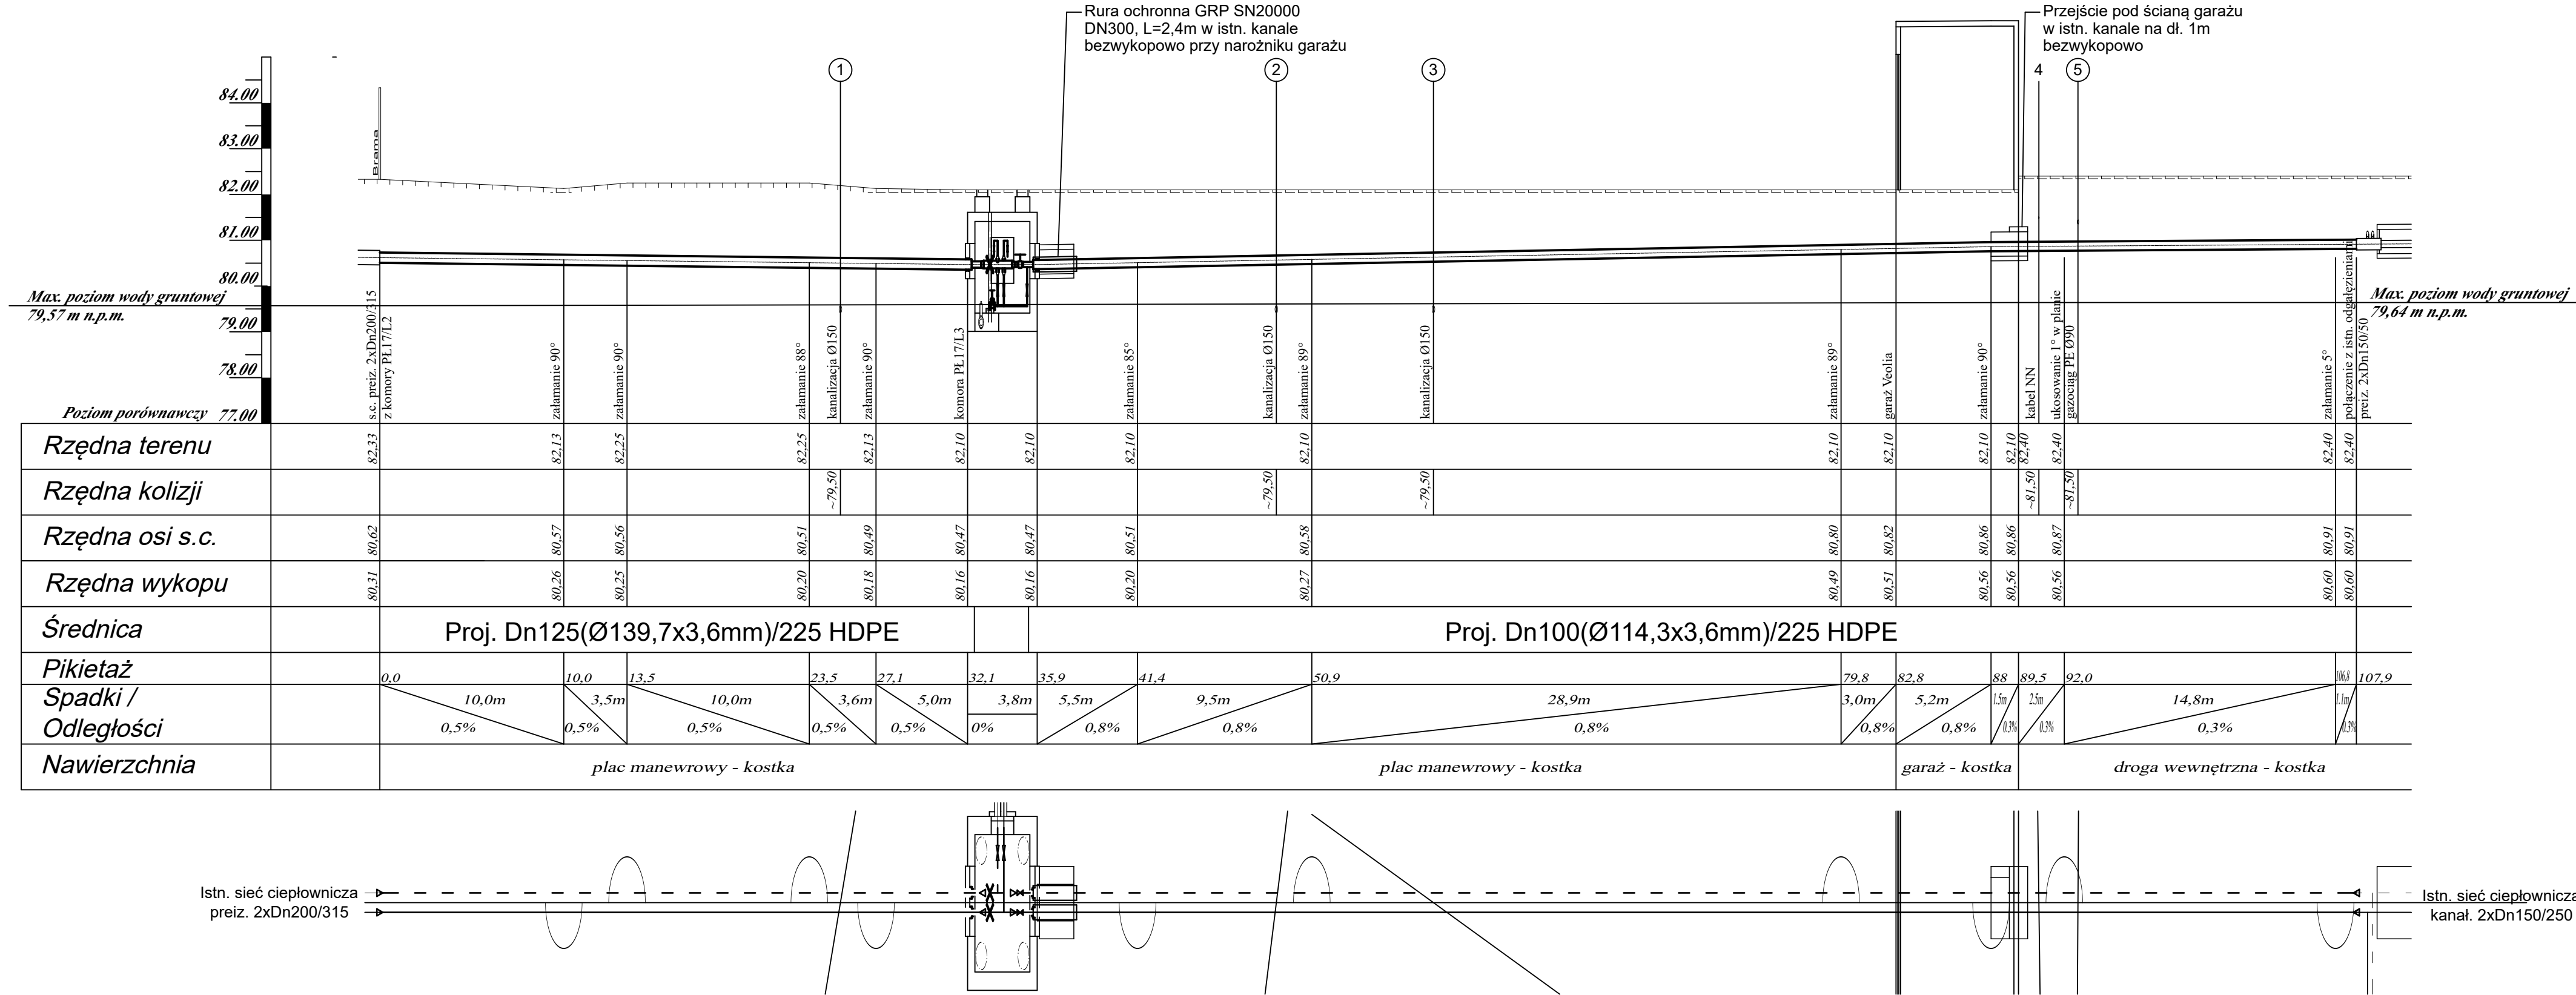 Rura ochronna GRP SN20000
DN300, L=2,4m w istn. kanale
bezwykopowo przy narożniku garażu
Przejście pod ścianą garażu
w istn. kanale na dł. 1m
bezwykopowo
1
2
3
4
5
84.00
83.00
82.00
81.00
80.00
79.00
78.00
Poziom porównawczy 77.00
Brama
Max. poziom wody gruntowej
79,57 m n.p.m.
Max. poziom wody gruntowej
79,64 m n.p.m.
s.c. preiz. 2xDn200/315
z komory PŁ17/L2
załamanie 90°
załamanie 90°
załamanie 88°
kanalizacja Ø150
załamanie 90°
komora PŁ17/L3
załamanie 85°
kanalizacja Ø150
załamanie 89°
kanalizacja Ø150
załamanie 89°
garaż Veolia
załamanie 90°
kabel NN
ukosowanie 1° w planie
gazociąg PE Ø90
załamanie 5°
połączenie z istn. odgałęzieniami
preiz. 2xDn150/50
Rzędna terenu 82,33 82,13 82,25 82,25 82,13 82,10 82,10 82,10 82,10 82,10 82,10 82,10 82,10 82,40 82,40 82,40 82,40
Rzędna kolizji ~79,50 ~79,50 ~79,50 ~81,50 ~81,50
Rzędna osi s.c. 80,62 80,57 80,56 80,51 80,49 80,47 80,47 80,51 80,58 80,80 80,82 80,86 80,86 80,87 80,91 80,91
Rzędna wykopu 80,31 80,26 80,25 80,20 80,18 80,16 80,16 80,20 80,27 80,49 80,51 80,56 80,56 80,56 80,60 80,60
Średnica Proj. Dn125(Ø139,7x3,6mm)/225 HDPE Proj. Dn100(Ø114,3x3,6mm)/225 HDPE
Pikietaż 0,0 10,0 13,5 23,5 27,1 32,1 35,9 41,4 50,9 79,8 82,8 88 89,5 92,0 106,8 107,9
Spadki / 10,0m 3,5m 10,0m 3,6m 5,0m 3,8m 5,5m 9,5m 28,9m 3,0m 5,2m 1.5m 2.5m 14,8m 1.1m
Odległości 0,5% 0,5% 0,5% 0,5% 0,5% 0% 0,8% 0,8% 0,8% 0,8% 0,8% 0.3% 0.3% 0,3% 0.3%
Nawierzchnia plac manewrowy - kostka plac manewrowy - kostka garaż - kostka droga wewnętrzna - kostka
Istn. sieć ciepłownicza
preiz. 2xDn200/315
Istn. sieć ciepłownicza
kanał. 2xDn150/250